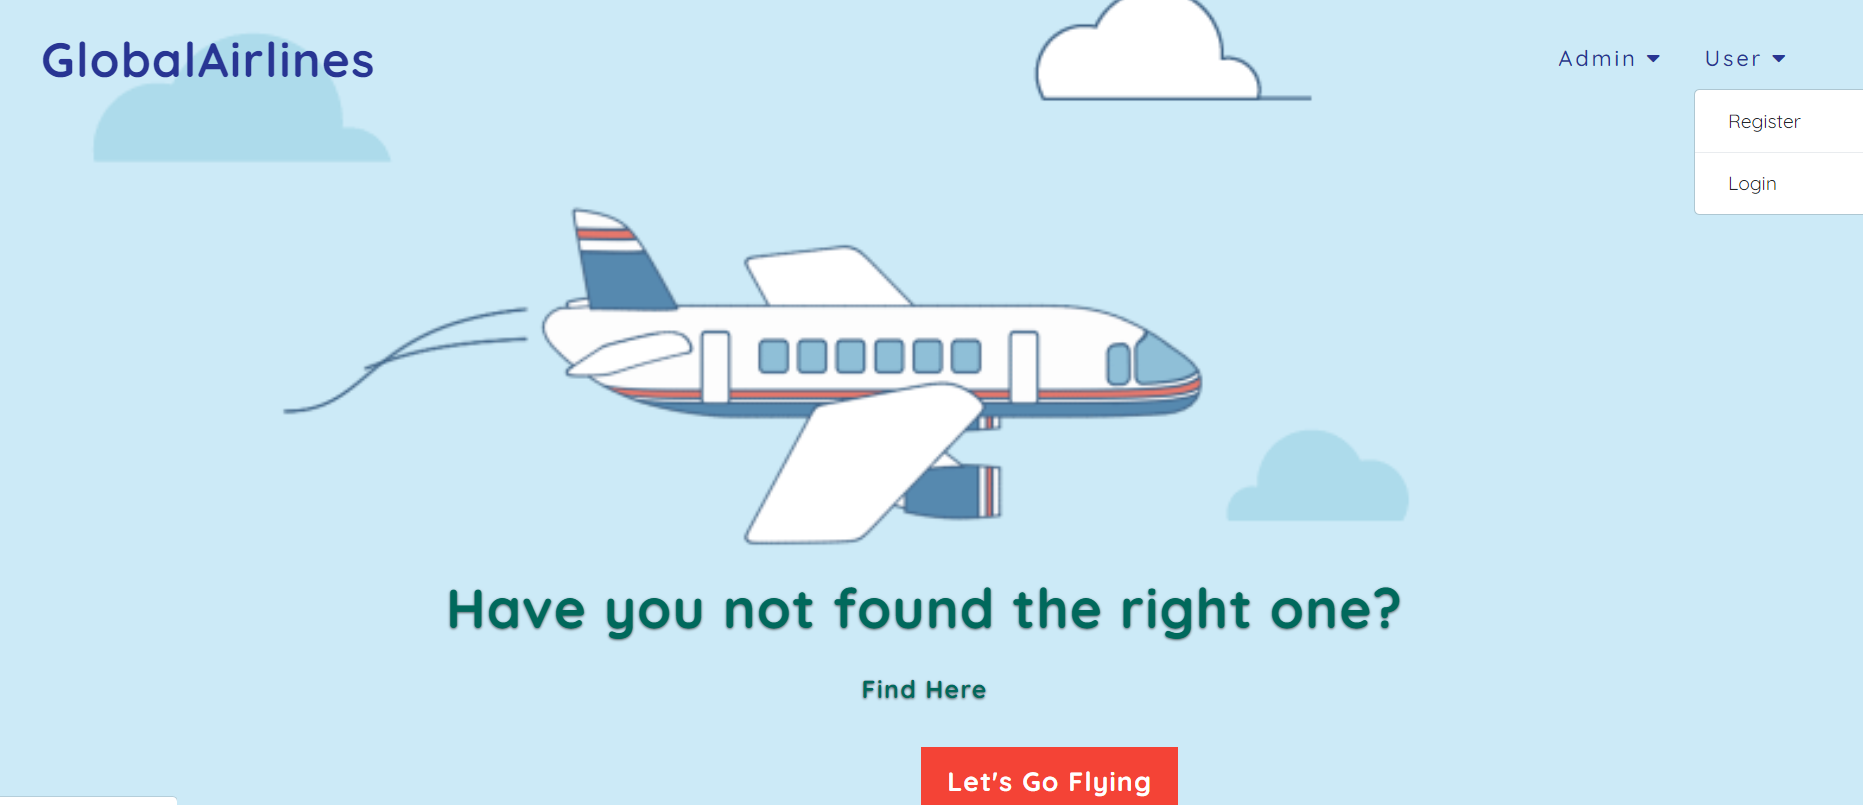 GlobalAirlines
Admin User
Register
Login
Have you not found the right one?
Find Here
Let's Go Flying